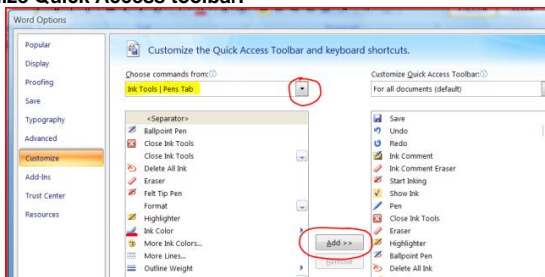 Word Options
Popular
Display
Proofing
Save
Typography
Advanced
Customize
Add-Ins
Trust Center
Resources
Customize the Quick Access Toolbar and keyboard shortcuts.
Choose commands from:
Ink Tools | Pens Tab
<Separator>
Ballpoint Pen
Close Ink Tools
Close Ink Tools
Delete All Ink
Eraser
Felt Tip Pen
Format
Highlighter
Ink Color
More Ink Colors...
More Lines...
Outline Weight
Add >>
Remove
Customize Quick Access Toolbar:
For all documents (default)
Save
Undo
Redo
Ink Comment
Ink Comment Eraser
Start Inking
Show Ink
Pen
Close Ink Tools
Eraser
Highlighter
Ballpoint Pen
Delete All Ink